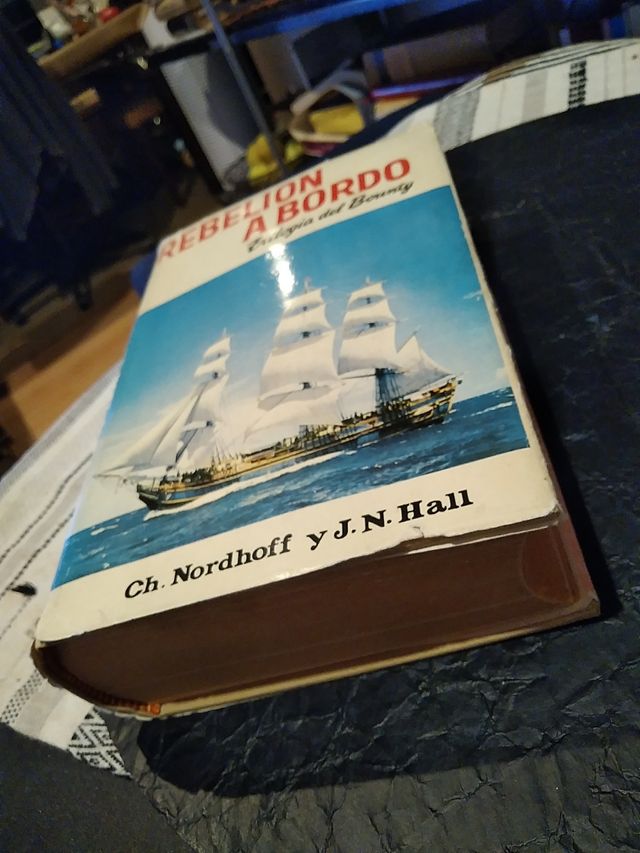 REBELION
A BORDO
Trilogía del Bounty
Ch. Nordhoff y J.N. Hall